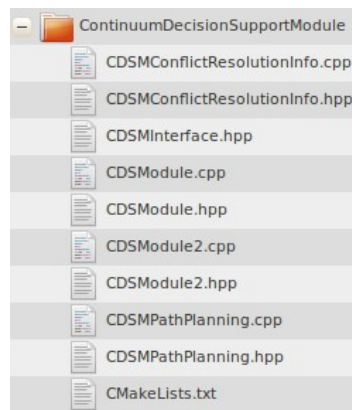 ContinuumDecisionSupportModule
CDSMConflictResolutionInfo.cpp
CDSMConflictResolutionInfo.hpp
CDSMInterface.hpp
CDSModule.cpp
CDSModule.hpp
CDSModule2.cpp
CDSModule2.hpp
CDSMPathPlanning.cpp
CDSMPathPlanning.hpp
CMakeLists.txt